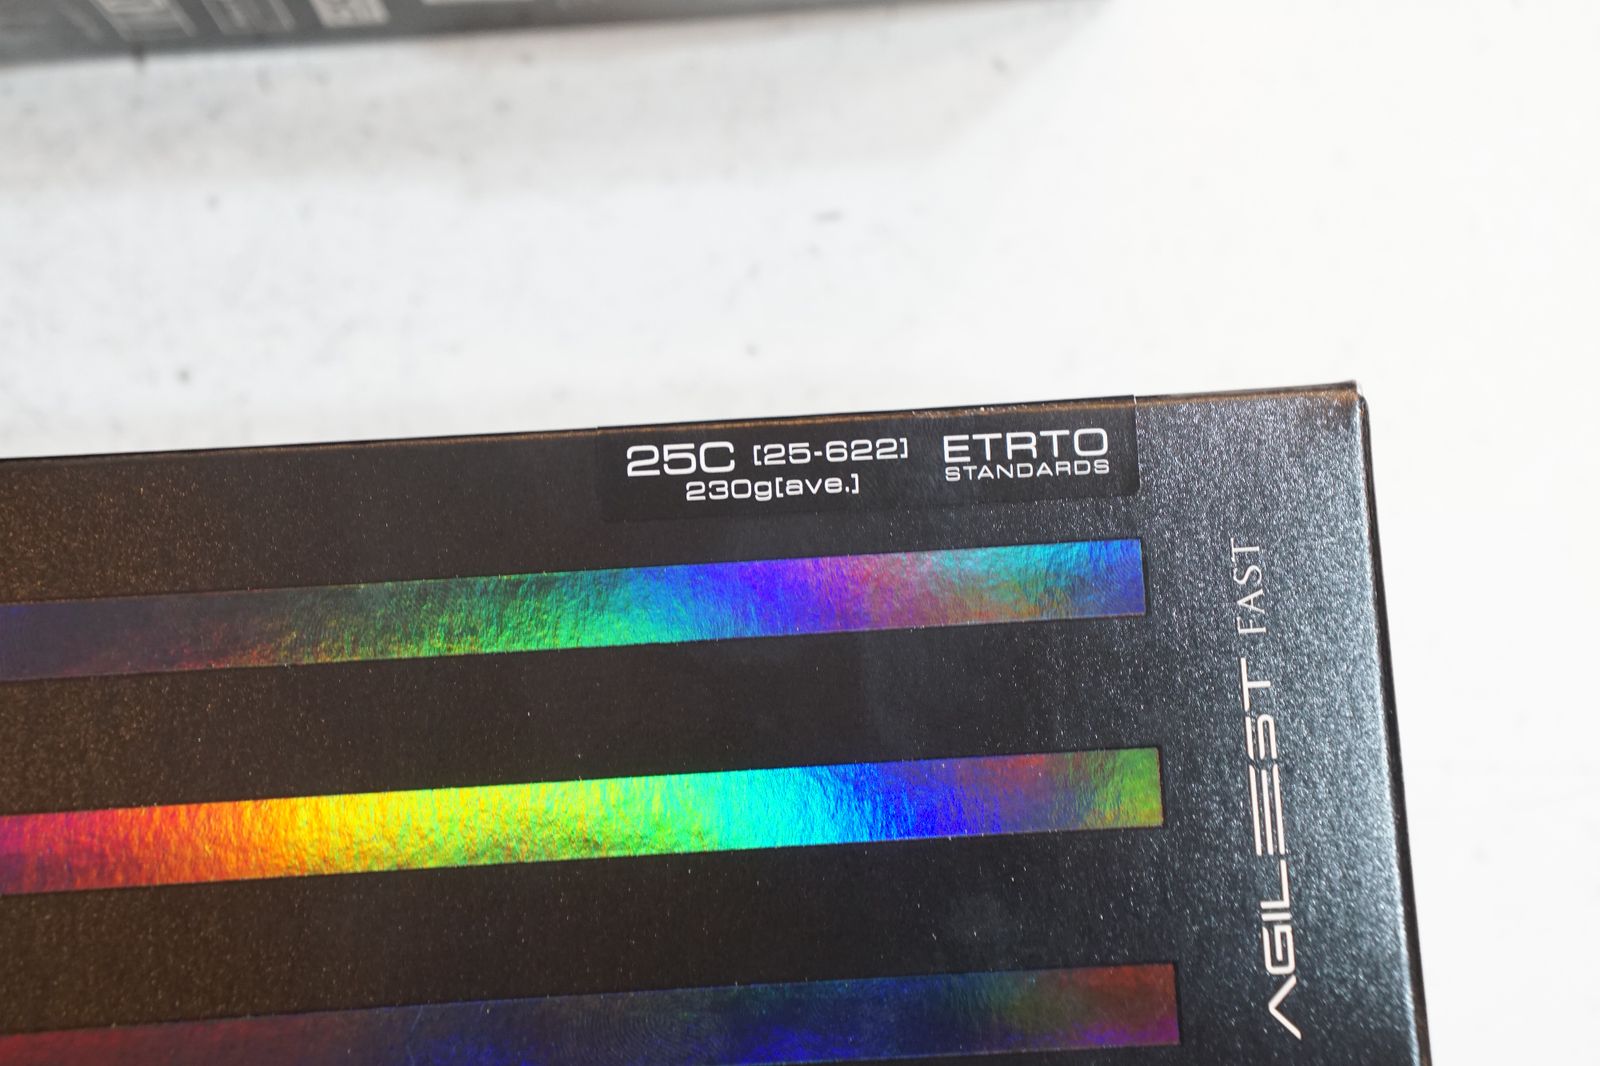 25C [25-622] ETRTO
230g[ave.] STANDARDS
AGILEST FAST